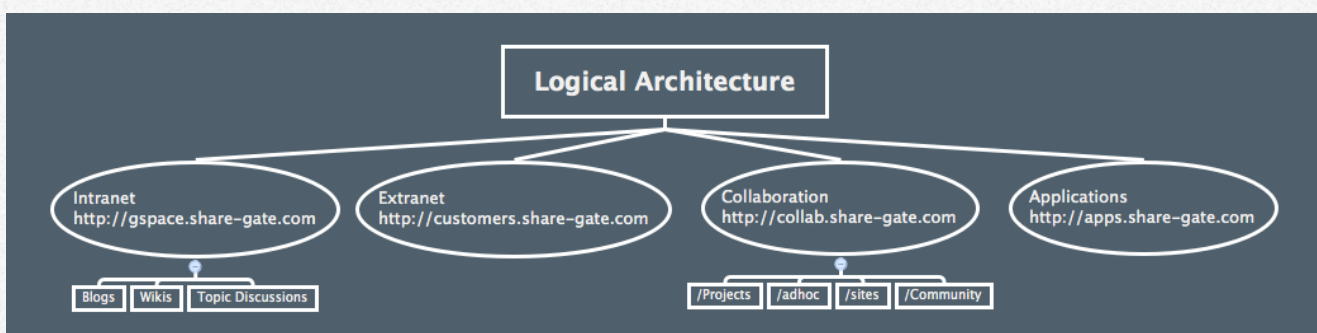 Logical Architecture
Intranet
http://gspace.share-gate.com
Extranet
http://customers.share-gate.com
Collaboration
http://collab.share-gate.com
Applications
http://apps.share-gate.com
Blogs
Wikis
Topic Discussions
/Projects
/adhoc
/sites
/Community